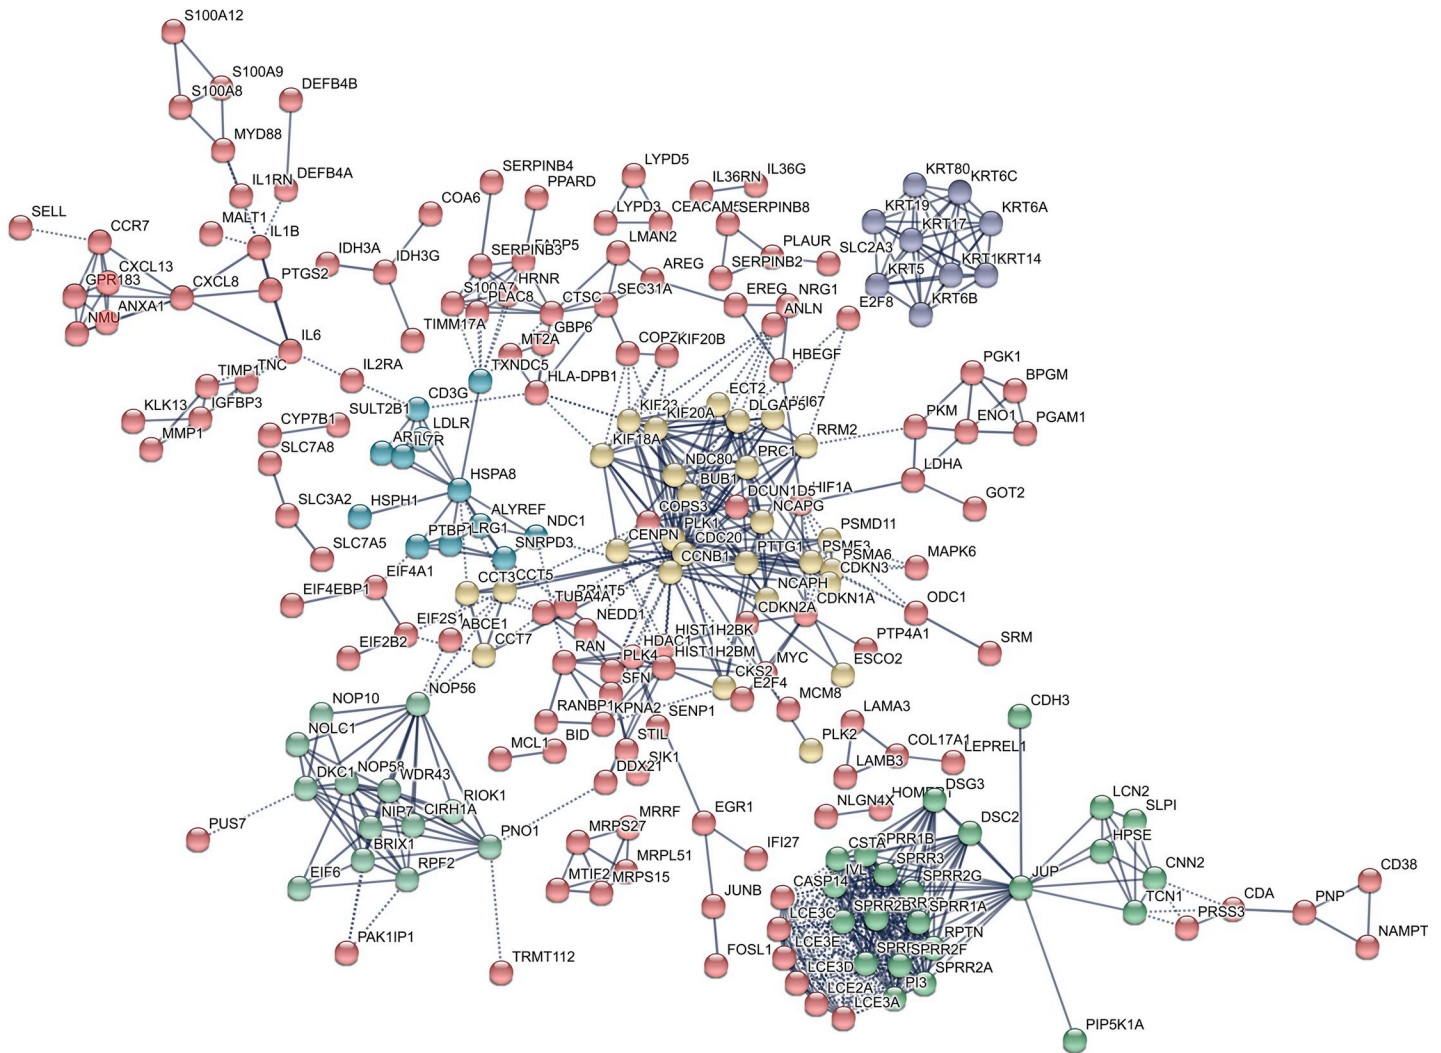 S100A12
S100A9
S100A8
DEFB4B
MYD88
IL1RN
DEFB4A
SELL
CCR7
MALT1
IL1B
CXCL13
GPR183
CXCL8
PTGS2
ANXA1
NMU
IL6
TIMP1
TNC
IL2RA
IGFBP3
KLK13
MMP1
COA6
IDH3A
IDH3G
TIMM17A
SERPINB4
PPARD
SERPINB3
FABP5
HRNR
S100A7
PLAC8
CTSC
GBP6
MT2A
TXNDC5
HLA-DPB1
LYPD5
LYPD3
CEACAM5
IL36RN
IL36G
SERPINB8
PLAUR
SERPINB2
LMAN2
AREG
SEC31A
EREG
NRG1
ANLN
SLC2A3
E2F8
HBEGF
KIF20B
KRT80
KRT6C
KRT19
KRT6A
KRT17
KRT5
KRT14
KRT6B
PGK1
BPGM
PKM
ENO1
PGAM1
LDHA
GOT2
CYP7B1
SULT2B1
SLC7A8
SLC3A2
SLC7A5
CD3G
LDLR
IL7R
HSPA8
HSPH1
ALYREF
NDC1
PTBP1
LRG1
SNRPD3
EIF4A1
EIF4EBP1
EIF2S1
EIF2B2
CCT3
CCT5
ABCE1
CCT7
ECT2
KIF23
DLGAP5
KIF20A
KIF18A
RRM2
NDC80
PRC1
BUB1
DCUN1D5
HIF1A
COPS3
NCAPG
PLK1
CENPN
CDC20
PTTG1
CCNB1
PSMD11
PSME3
PSMA6
CDKN3
NCAPH
CDKN1A
CDKN2A
MAPK6
ODC1
SRM
PTP4A1
ESCO2
TUBA4A
PRMT5
NEDD1
HIST1H2BK
HDAC1
HIST1H2BM
RAN
PLK4
SFN
MYC
CKS2
E2F4
MCM8
PLK2
RANBP1
KPNA2
SENP1
BID
MCL1
STIL
SIK1
DDX21
NOP56
NOP10
NOLC1
DKC1
NOP58
WDR43
RIOK1
CIRH1A
NIP7
BRIX1
PNO1
RPF2
EIF6
PUS7
PAK1IP1
TRMT112
MRRF
MRPS27
MRPL51
MTIF2
MRPS15
EGR1
IFI27
JUNB
FOSL1
LAMA3
COL17A1
LEPREL1
LAMB3
NLGN4X
DSG3
DSC2
CDH3
CSTA
SPRR1B
SPRR3
IVL
SPRR2G
CASP14
SPRR2B
SPRR1A
LCE3C
RPTN
LCE3E
SPRR2F
SPRR2A
LCE3D
PI3
LCE2A
LCE3A
JUP
LCN2
SLPI
HPSE
CNN2
TCN1
PRSS3
CDA
PNP
CD38
NAMPT
PIP5K1A